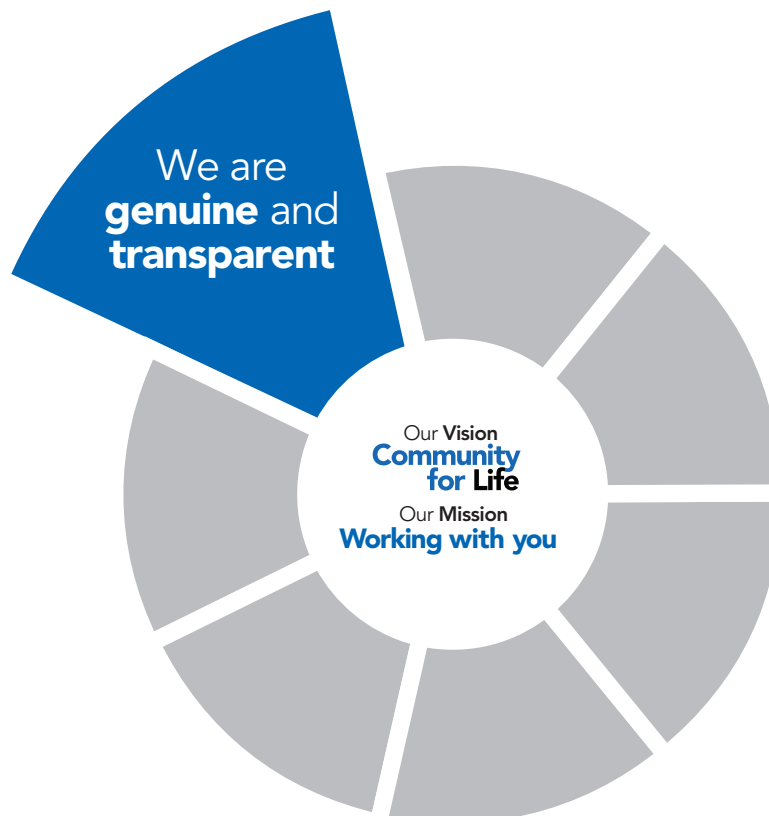 We are
genuine and
transparent
Our Vision
Community
for Life
Our Mission
Working with you